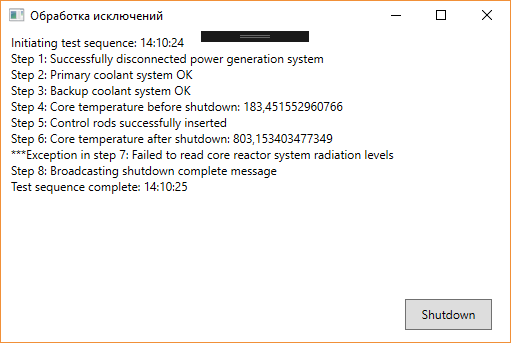 Обработка исключений
Initiating test sequence: 14:10:24
Step 1: Successfully disconnected power generation system
Step 2: Primary coolant system OK
Step 3: Backup coolant system OK
Step 4: Core temperature before shutdown: 183,451552960766
Step 5: Control rods successfully inserted
Step 6: Core temperature after shutdown: 803,153403477349
***Exception in step 7: Failed to read core reactor system radiation levels
Step 8: Broadcasting shutdown complete message
Test sequence complete: 14:10:25
Shutdown